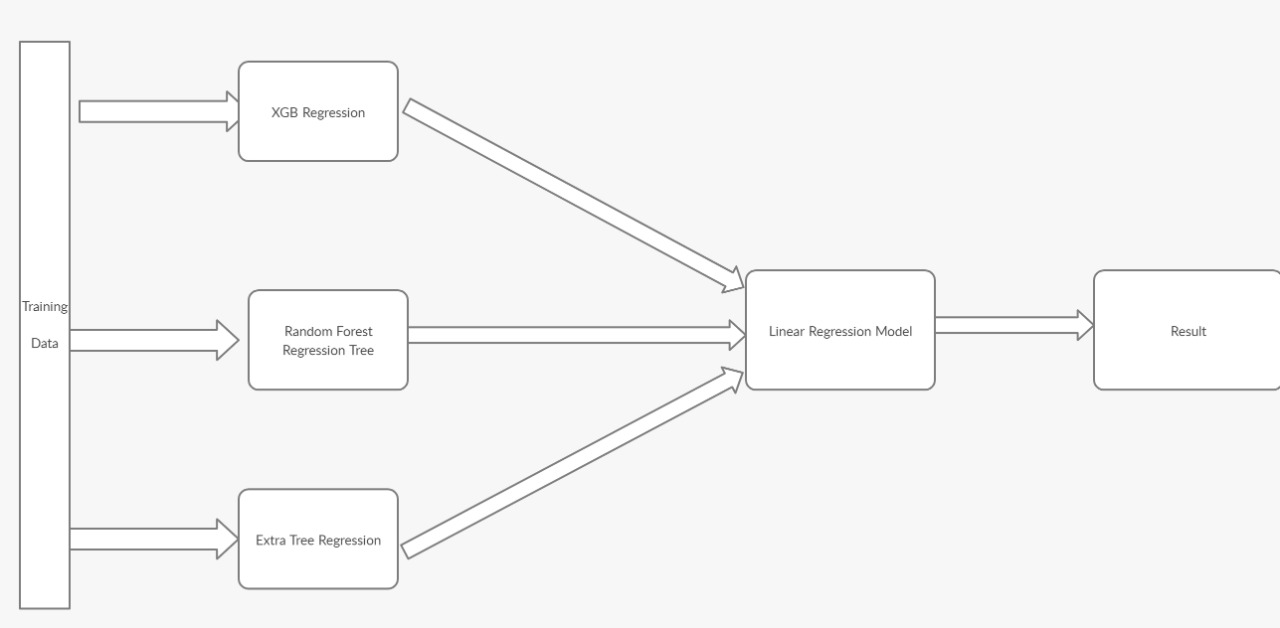 Training
Data
XGB Regression
Random Forest
Regression Tree
Extra Tree Regression
Linear Regression Model
Result